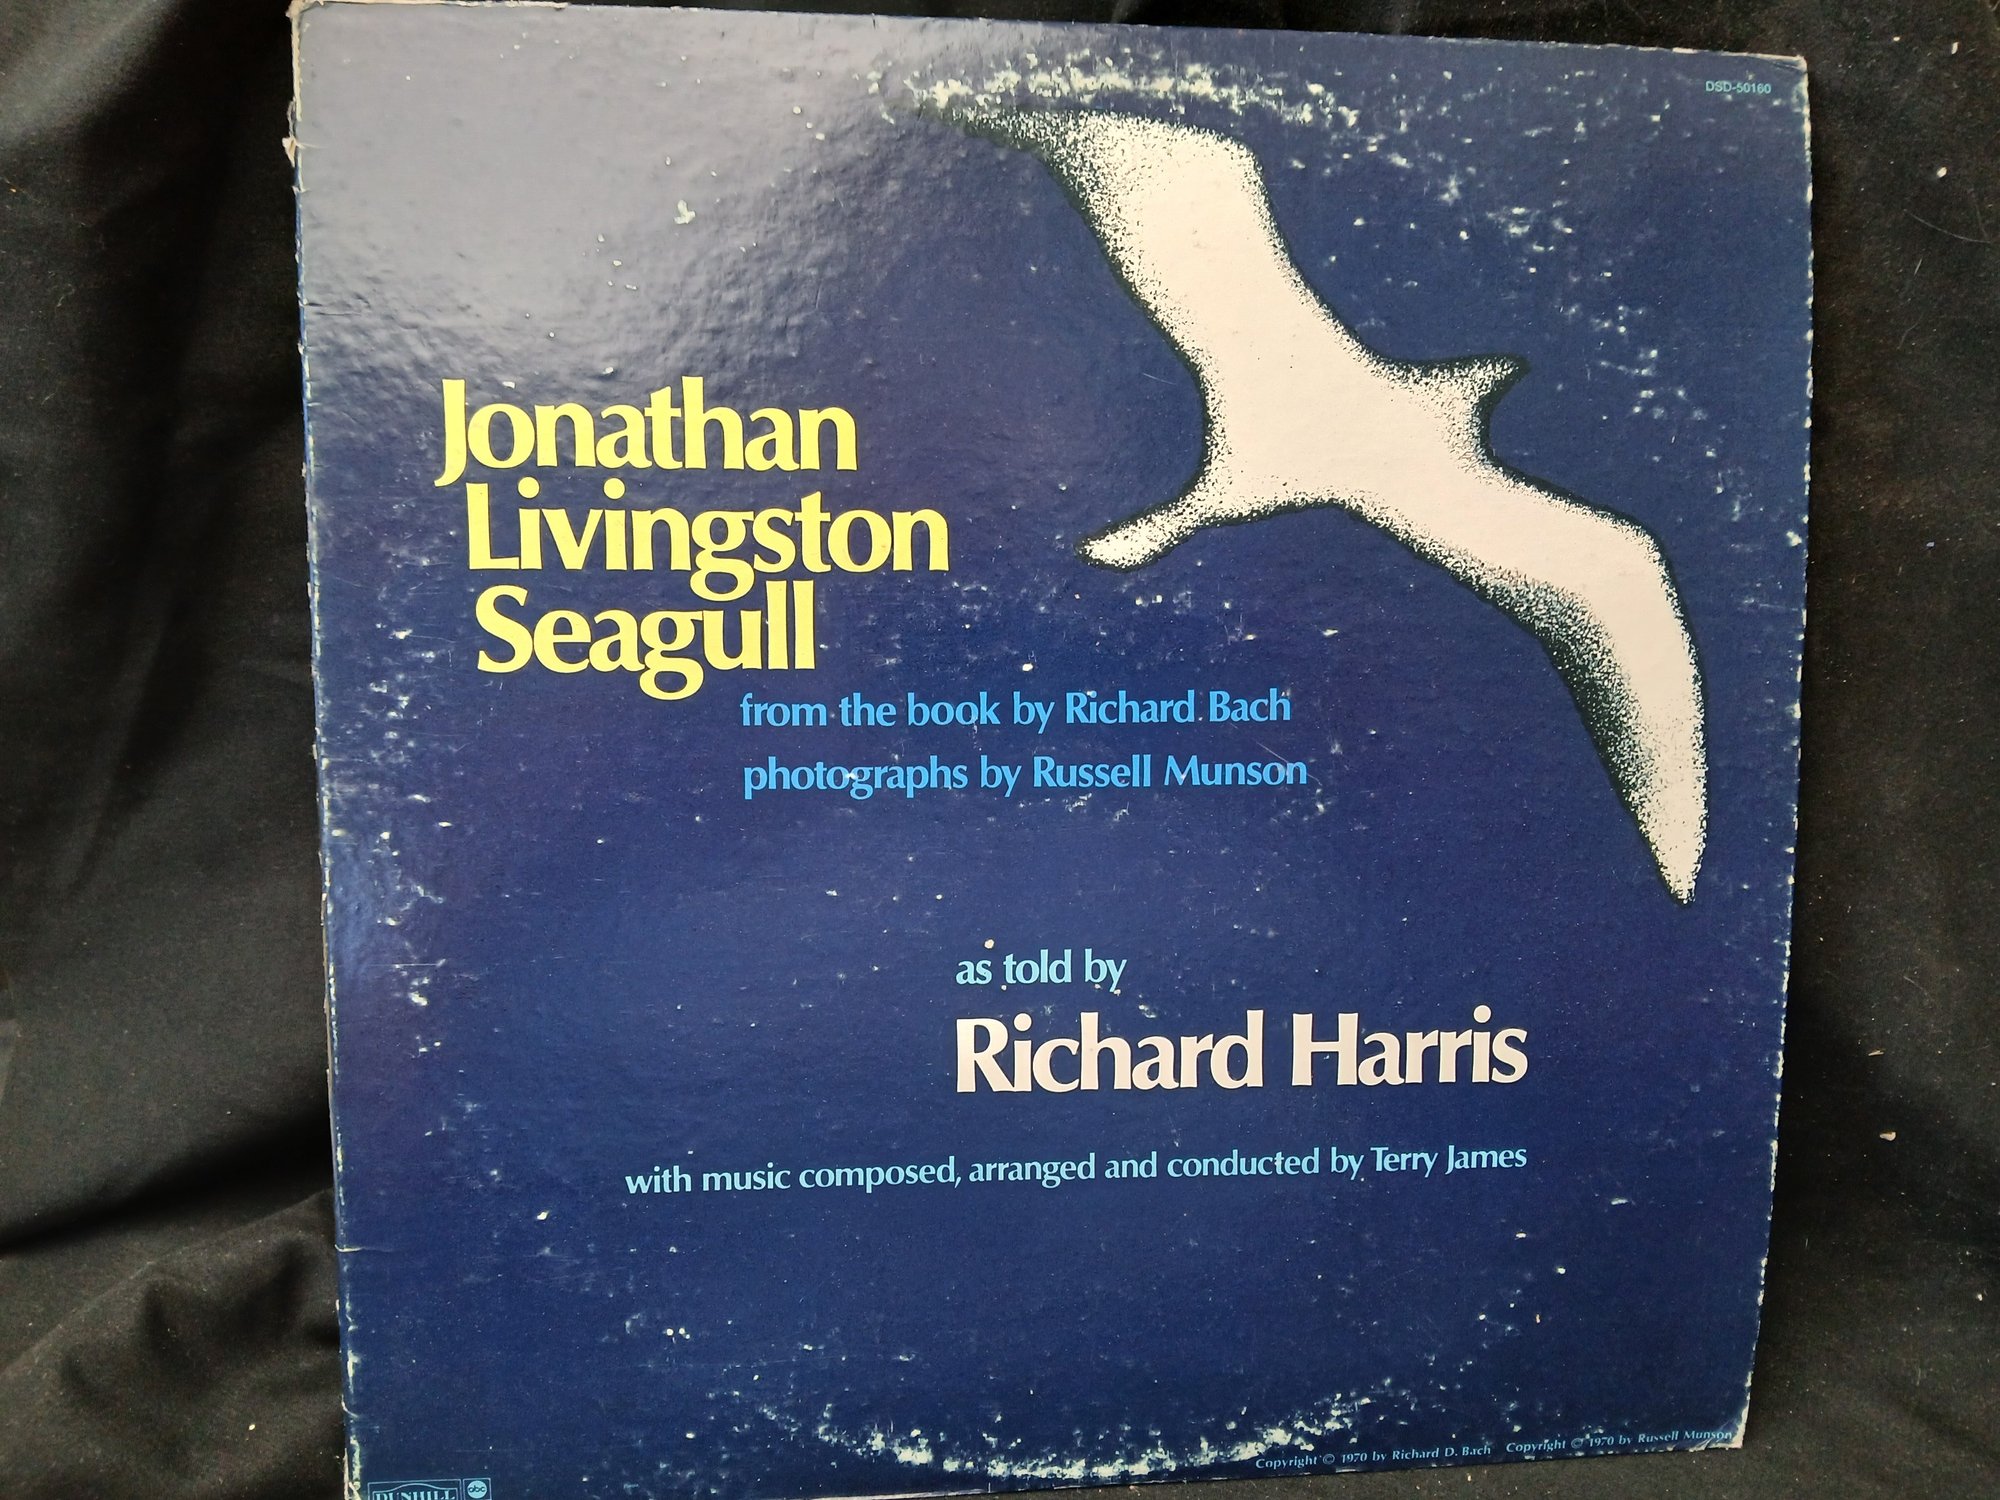 DSD-50160
Jonathan
Livingston
Seagull
from the book by Richard Bach
photographs by Russell Munson
as told by
Richard Harris
with music composed, arranged and conducted by Terry James
Copyright © 1970 by Richard D. Bach Copyright © 1970 by Russell Munson
DUNHILL abc